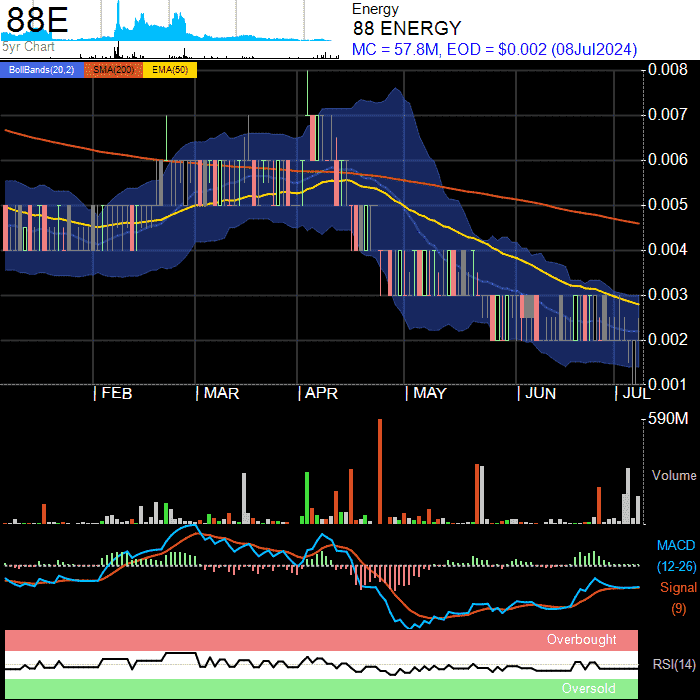 88E
5yr Chart
Energy
88 ENERGY
MC = 57.8M, EOD = $0.002 (08Jul2024)
BollBands(20,2) SMA(200) EMA(50)
0.008
0.007
0.006
0.005
0.004
0.003
0.002
0.001
FEB MAR APR MAY JUN JUL
590M
Volume
MACD
(12-26)
Signal
(9)
Overbought
RSI(14)
Oversold